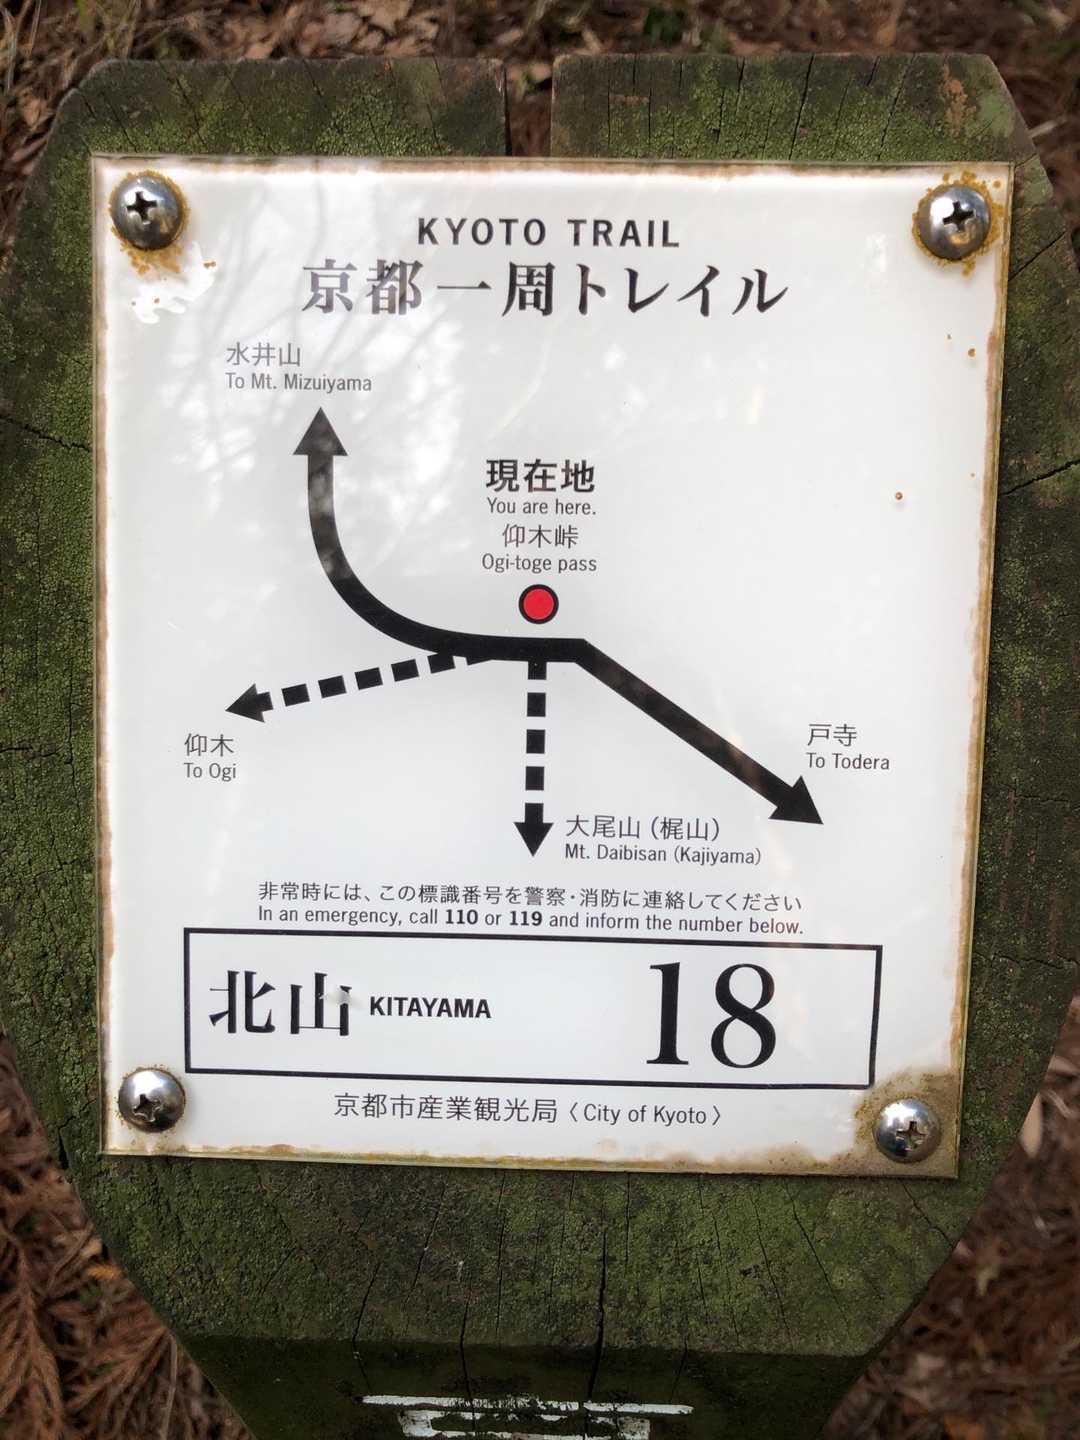 KYOTO TRAIL
京都一周トレイル
水井山
To Mt. Mizuiyama
現在地
You are here.
仰木峠
Ogi-toge pass
仰木
To Ogi
戸寺
To Todera
大尾山（梶山）
Mt. Daibisan (Kajiyama)
非常時には、この標識番号を警察・消防に連絡してください
In an emergency, call 110 or 119 and inform the number below.
北山 KITAYAMA 18
京都市産業観光局〈City of Kyoto〉